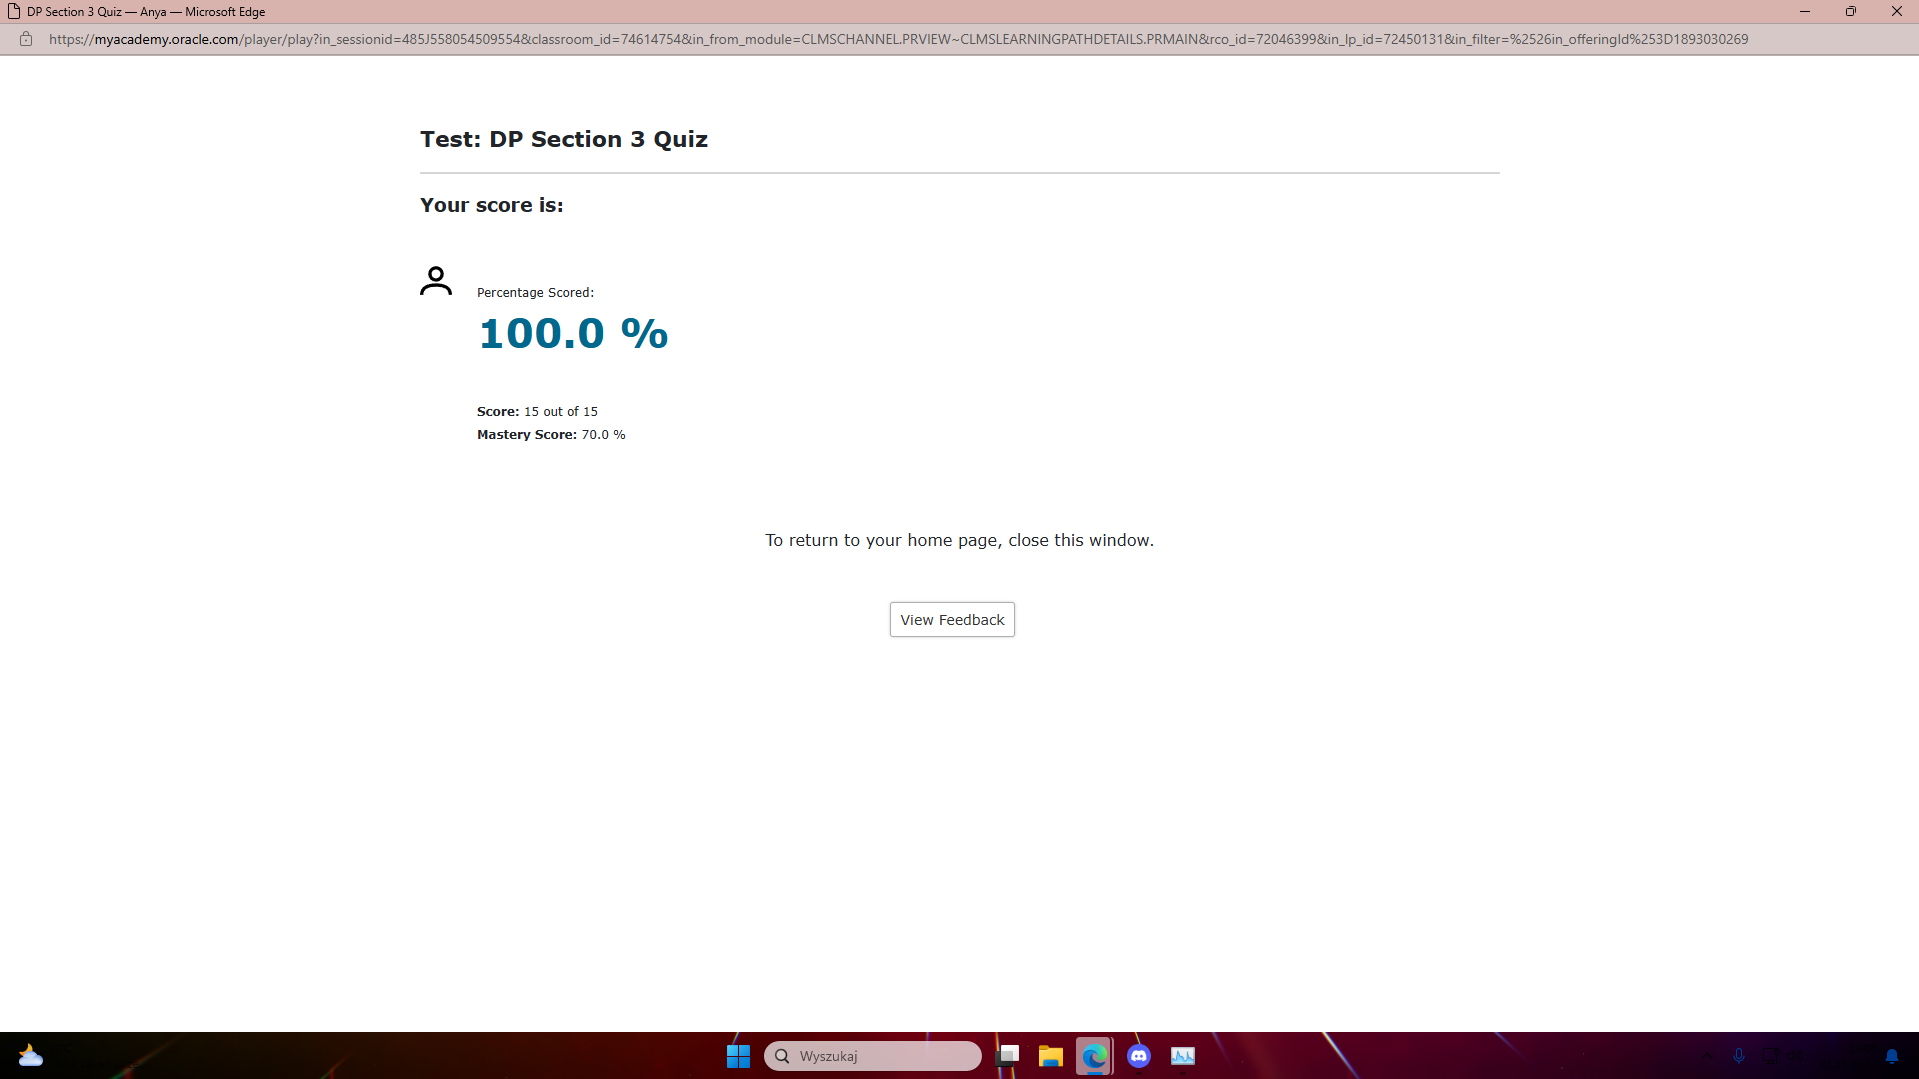 DP Section 3 Quiz — Anya — Microsoft Edge
https://myacademy.oracle.com/player/play?in_sessionid=485J558054509554&classroom_id=74614754&in_from_module=CLMSCHANNEL.PRVIEW~CLMSLEARNINGPATHDETAILS.PRMAIN&rco_id=72046399&in_lp_id=72450131&in_filter=%2526in_offeringId%253D1893030269
Test: DP Section 3 Quiz
Your score is:
Percentage Scored:
100.0 %
Score: 15 out of 15
Mastery Score: 70.0 %
To return to your home page, close this window.
View Feedback
Wyszukaj